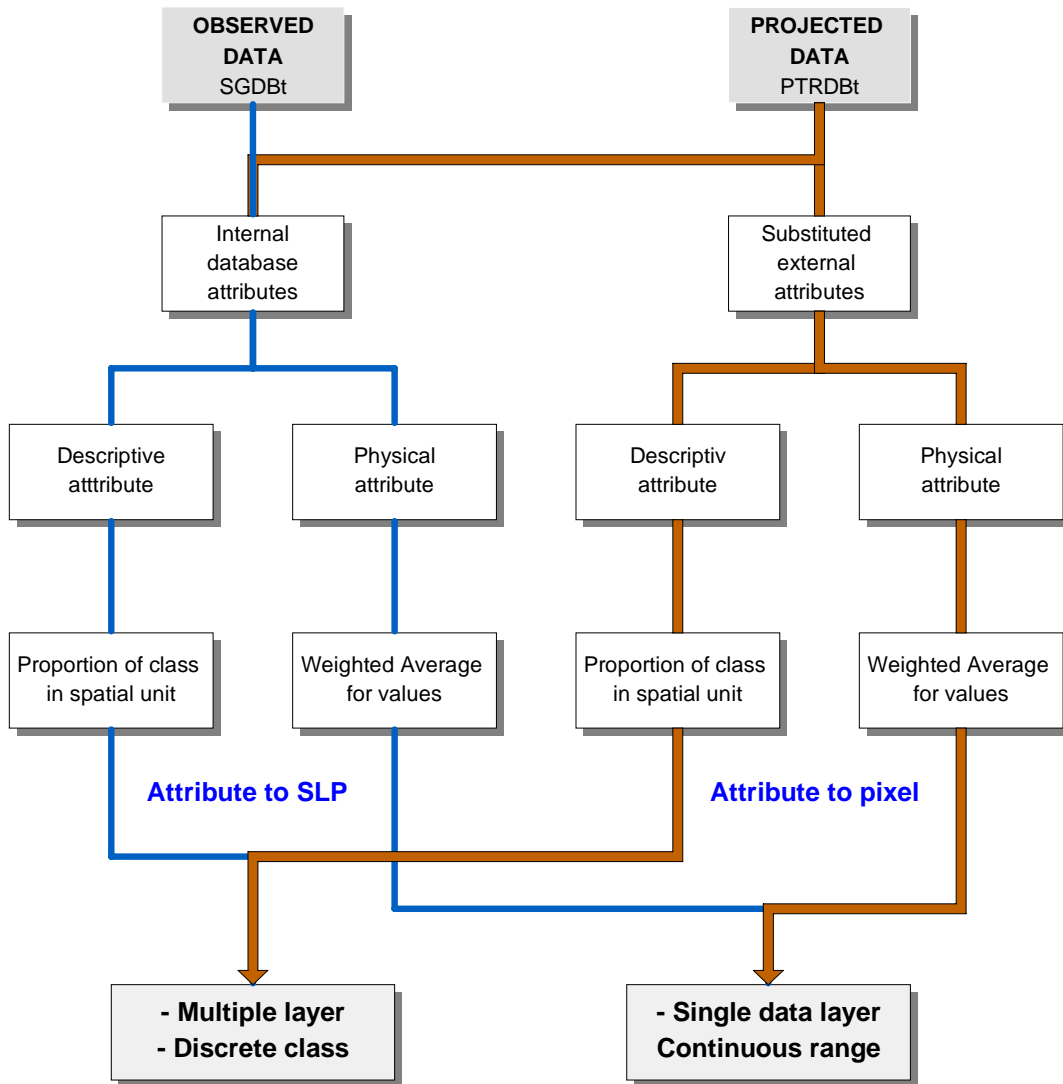 OBSERVED
DATA
SGDBt
PROJECTED
DATA
PTRDBt
Internal
database
attributes
Substituted
external
attributes
Descriptive
atttribute
Physical
attribute
Descriptiv
attribute
Physical
attribute
Proportion of class
in spatial unit
Weighted Average
for values
Proportion of class
in spatial unit
Weighted Average
for values
Attribute to SLP
Attribute to pixel
- Multiple layer
- Discrete class
- Single data layer
Continuous range